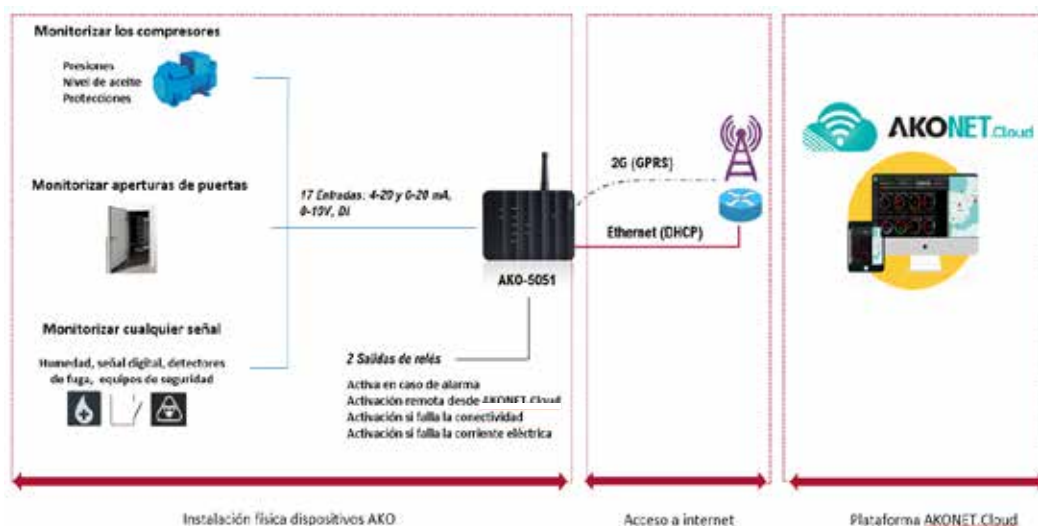 Monitorizar los compresores
Presiones
Nivel de aceite
Protecciones
Monitorizar aperturas de puertas
Monitorizar cualquier señal
Humedad, señal digital, detectores
de fuga, equipos de seguridad
17 Entradas: 4-20 y 0-20 mA,
0-10V, DI
AKO-5051
2 Salidas de relés
Activa en caso de alarma
Activación remota desde AKONET.Cloud
Activación si falla la conectividad
Activación si falla la corriente eléctrica
2G (GPRS)
Ethernet (DHCP)
AKONET.Cloud
Instalación física dispositivos AKO
Acceso a internet
Plataforma AKONET.Cloud